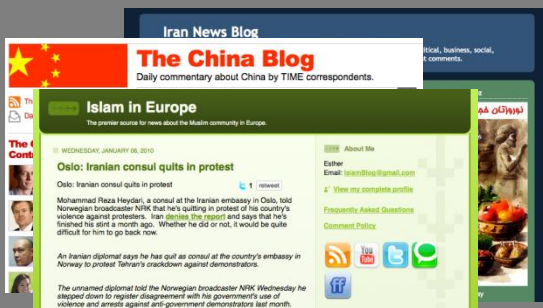 Iran News Blog
itical, business, social,
t comments.
The China Blog
Daily commentary about China by TIME correspondents.
Th
Da
The C
Cont
Islam in Europe
The premier source for news about the Muslim community in Europe.
WEDNESDAY, JANUARY 06, 2010
Oslo: Iranian consul quits in protest
Oslo: Iranian consul quits in protest
1 retweet
Mohammad Reza Heydari, a consul at the Iranian embassy in Oslo, told
Norwegian broadcaster NRK that he's quitting in protest of his country's
violence against protesters. Iran denies the report and says that he's
finished his stint a month ago. Whether he did or not, it would be quite
difficult for him to go back now.
An Iranian diplomat says he has quit as consul at the country's embassy in
Norway to protest Tehran's crackdown against demonstrators.
The unnamed diplomat told the Norwegian broadcaster NRK Wednesday he
stepped down to register disagreement with his government's use of
violence and arrests against anti-government demonstrators last month.
About Me
Esther
Email: islamBlog@gmail.com
View my complete profile
Frequently Asked Questions
Comment Policy
You
Tube
ff